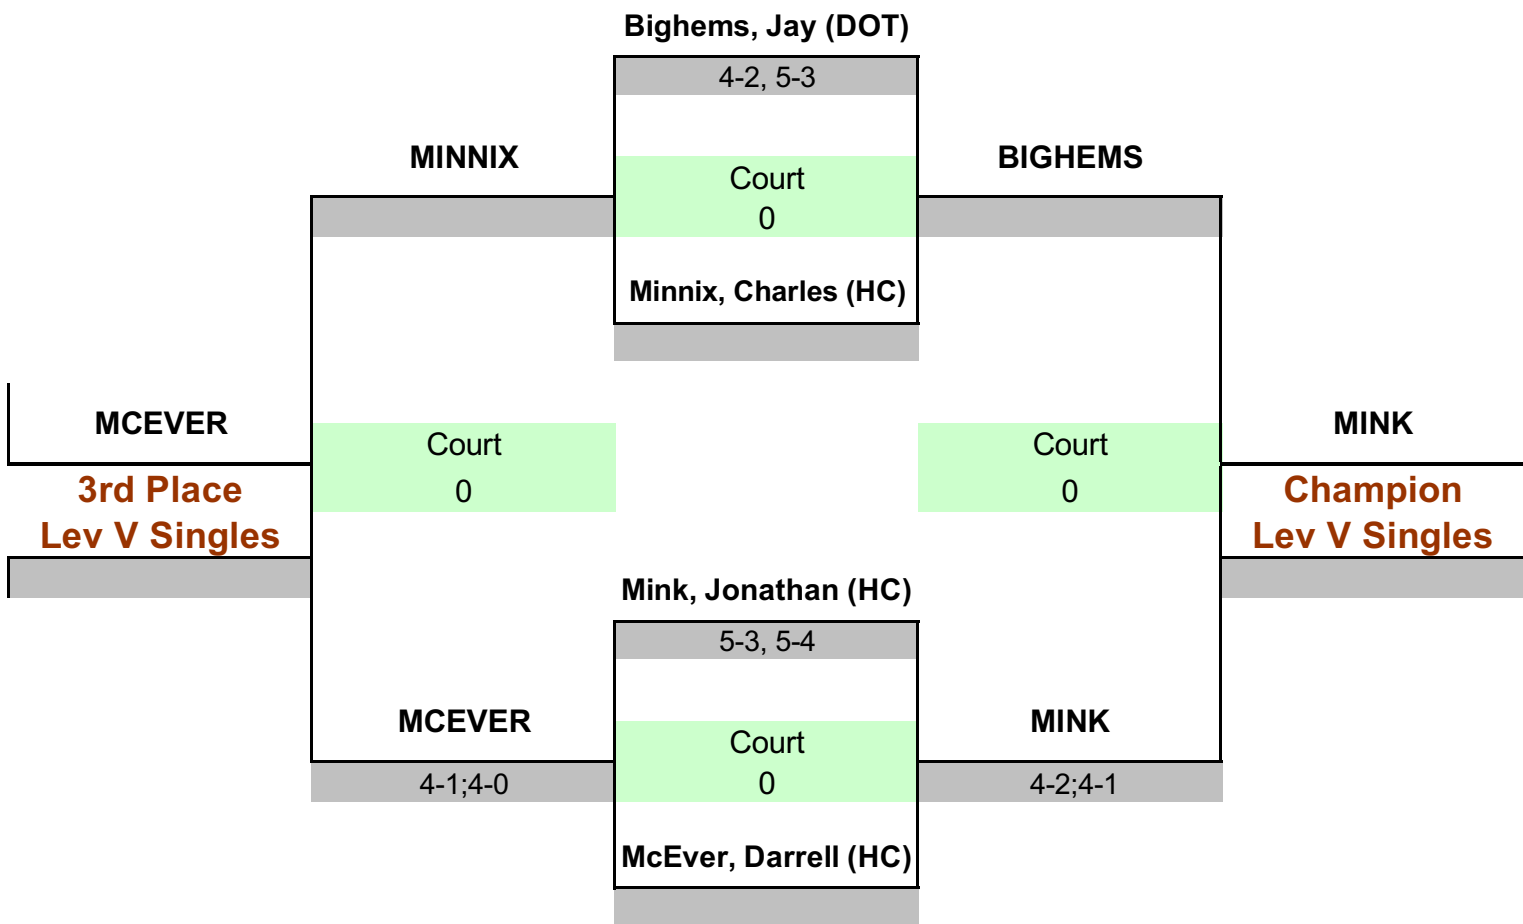 Bighems, Jay (DOT)
4-2, 5-3
MINNIX
BIGHEMS
Court
0
Minnix, Charles (HC)
MCEVER
MINK
Court
0
Court
0
3rd Place
Lev V Singles
Champion
Lev V Singles
Mink, Jonathan (HC)
5-3, 5-4
MCEVER
MINK
Court
0
4-1;4-0
4-2;4-1
McEver, Darrell (HC)